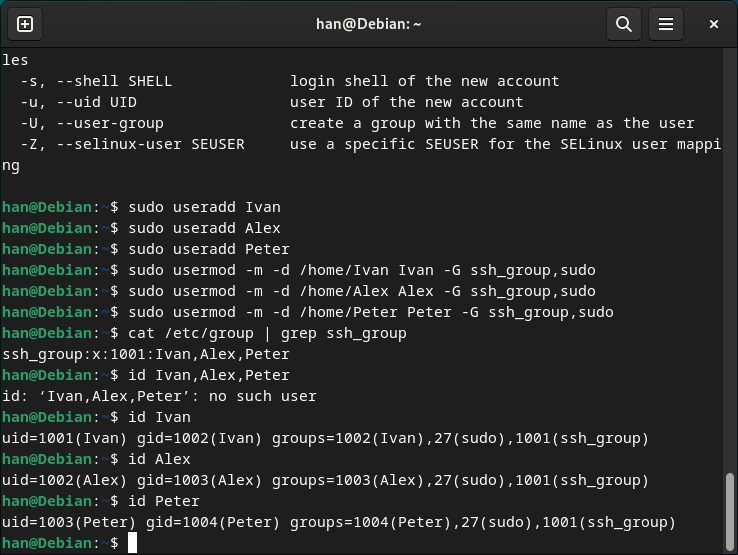 han@Debian: ~
les
  -s, --shell SHELL             login shell of the new account
  -u, --uid UID                 user ID of the new account
  -U, --user-group              create a group with the same name as the user
  -Z, --selinux-user SEUSER     use a specific SEUSER for the SELinux user mappi
ng
han@Debian:~$ sudo useradd Ivan
han@Debian:~$ sudo useradd Alex
han@Debian:~$ sudo useradd Peter
han@Debian:~$ sudo usermod -m -d /home/Ivan Ivan -G ssh_group,sudo
han@Debian:~$ sudo usermod -m -d /home/Alex Alex -G ssh_group,sudo
han@Debian:~$ sudo usermod -m -d /home/Peter Peter -G ssh_group,sudo
han@Debian:~$ cat /etc/group | grep ssh_group
ssh_group:x:1001:Ivan,Alex,Peter
han@Debian:~$ id Ivan,Alex,Peter
id: ‘Ivan,Alex,Peter’: no such user
han@Debian:~$ id Ivan
uid=1001(Ivan) gid=1002(Ivan) groups=1002(Ivan),27(sudo),1001(ssh_group)
han@Debian:~$ id Alex
uid=1002(Alex) gid=1003(Alex) groups=1003(Alex),27(sudo),1001(ssh_group)
han@Debian:~$ id Peter
uid=1003(Peter) gid=1004(Peter) groups=1004(Peter),27(sudo),1001(ssh_group)
han@Debian:~$